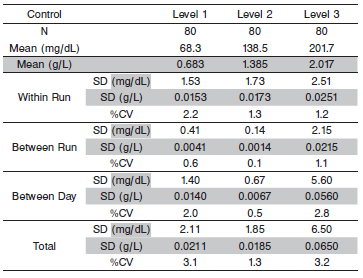 Control Level 1 Level 2 Level 3
N 80 80 80
Mean (mg/dL) 68.3 138.5 201.7
Mean (g/L) 0.683 1.385 2.017
Within Run SD (mg/dL) 1.53 1.73 2.51
SD (g/L) 0.0153 0.0173 0.0251
%CV 2.2 1.3 1.2
Between Run SD (mg/dL) 0.41 0.14 2.15
SD (g/L) 0.0041 0.0014 0.0215
%CV 0.6 0.1 1.1
Between Day SD (mg/dL) 1.40 0.67 5.60
SD (g/L) 0.0140 0.0067 0.0560
%CV 2.0 0.5 2.8
Total SD (mg/dL) 2.11 1.85 6.50
SD (g/L) 0.0211 0.0185 0.0650
%CV 3.1 1.3 3.2